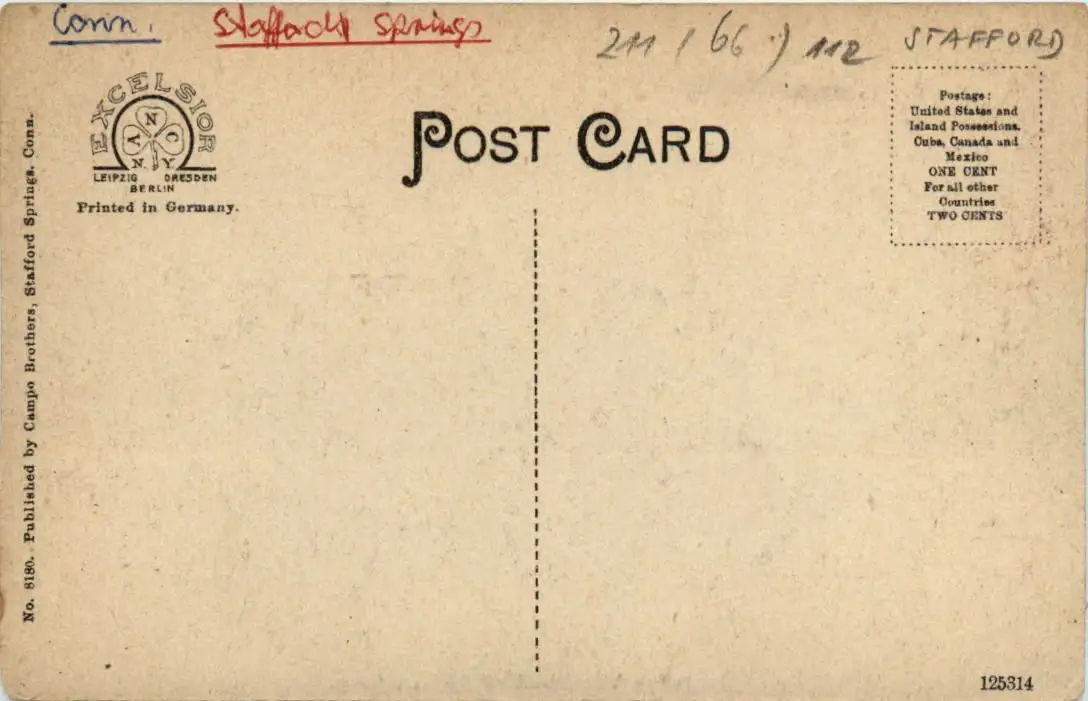 Conn. Stafford Springs 211 / 66 ) 112 STAFFORD
EXCELSIOR
N
V C
N. Y
LEIPZIG DRESDEN
BERLIN
Printed in Germany.
POST CARD
Postage:
United States and
Island Possessions.
Cuba, Canada and
Mexico
ONE CENT
For all other
Countries
TWO CENTS
No. 8180. Published by Campo Brothers, Stafford Springs, Conn.
125314